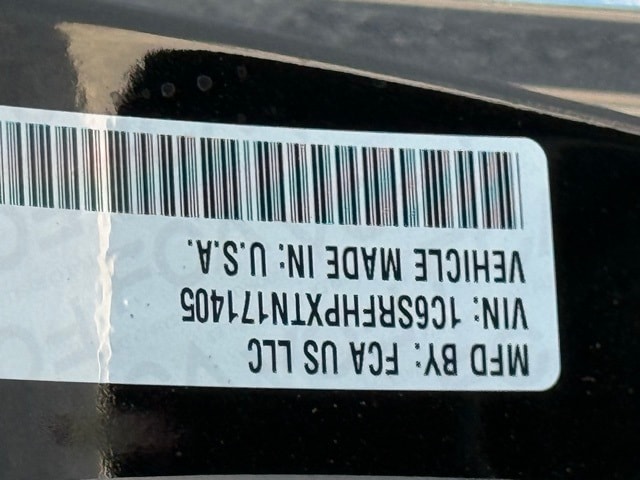 MFD BY: FCA US LLC
VIN: 1C6SRFHPXTN171405
VEHICLE MADE IN: U.S.A.